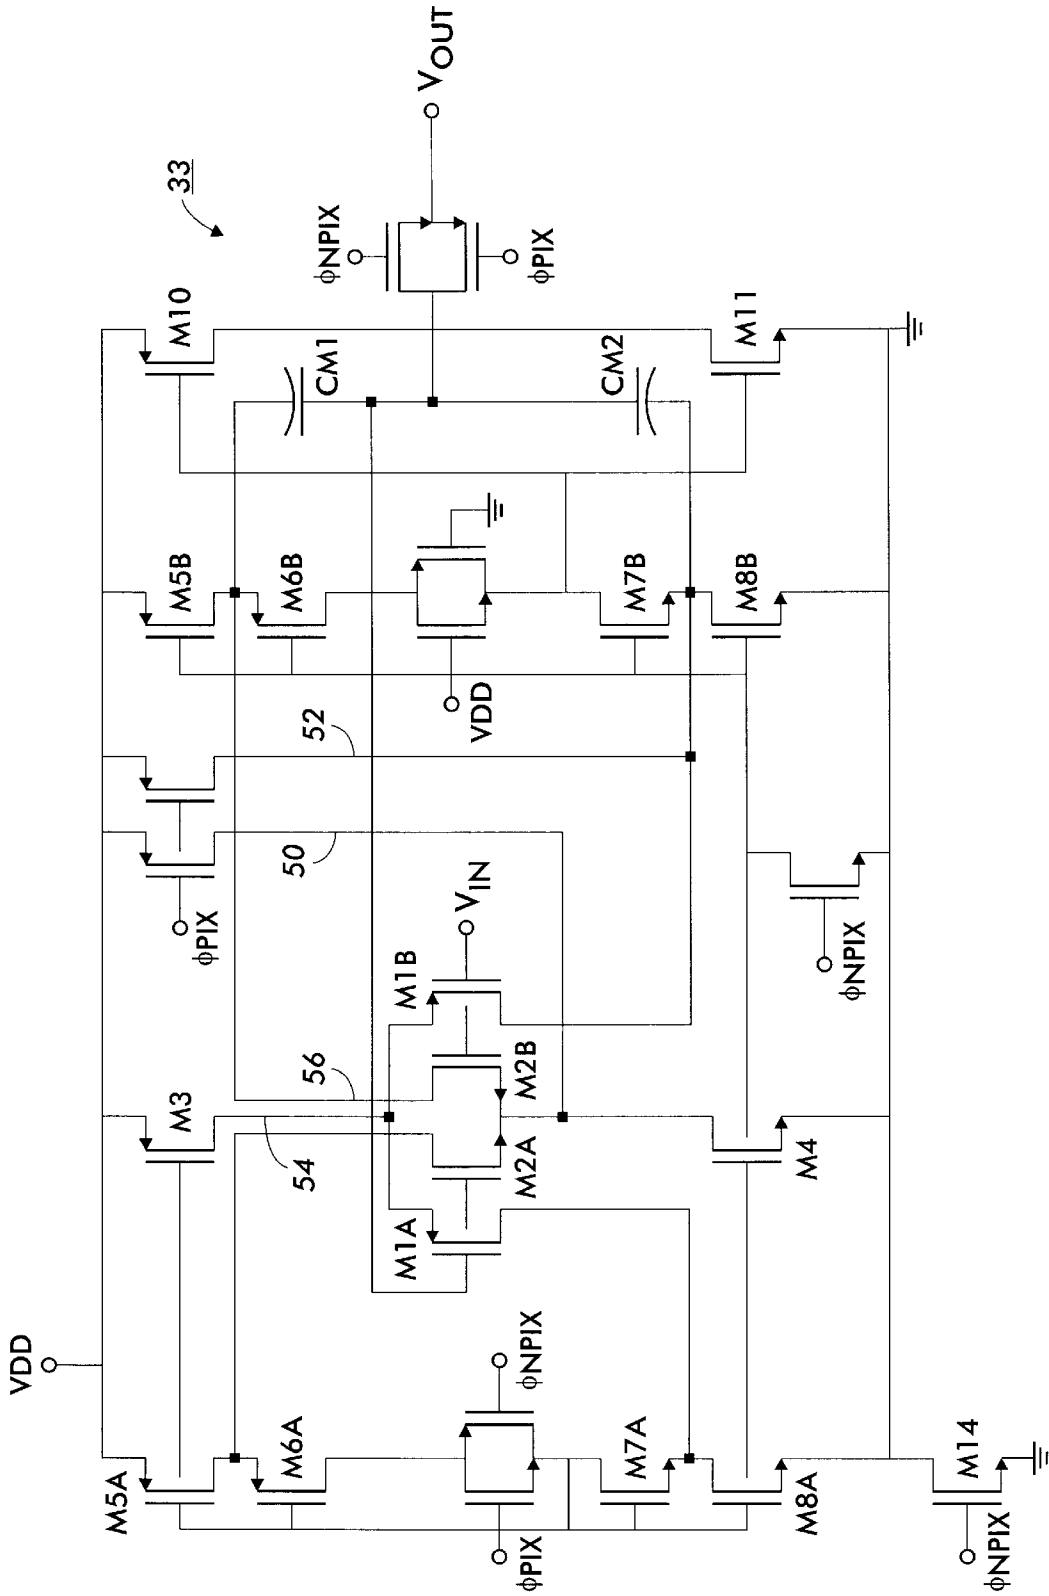 33
VDD
M5A
M3
φPIX
50
52
M5B
M10
φNPIX
VOUT
φPIX
M6A
54
56
M6B
CM1
VDD
M1A
M2A
M2B
M1B
VIN
φPIX
φNPIX
CM2
M7A
M7B
M8A
M4
M8B
M11
φNPIX
φNPIX
M14